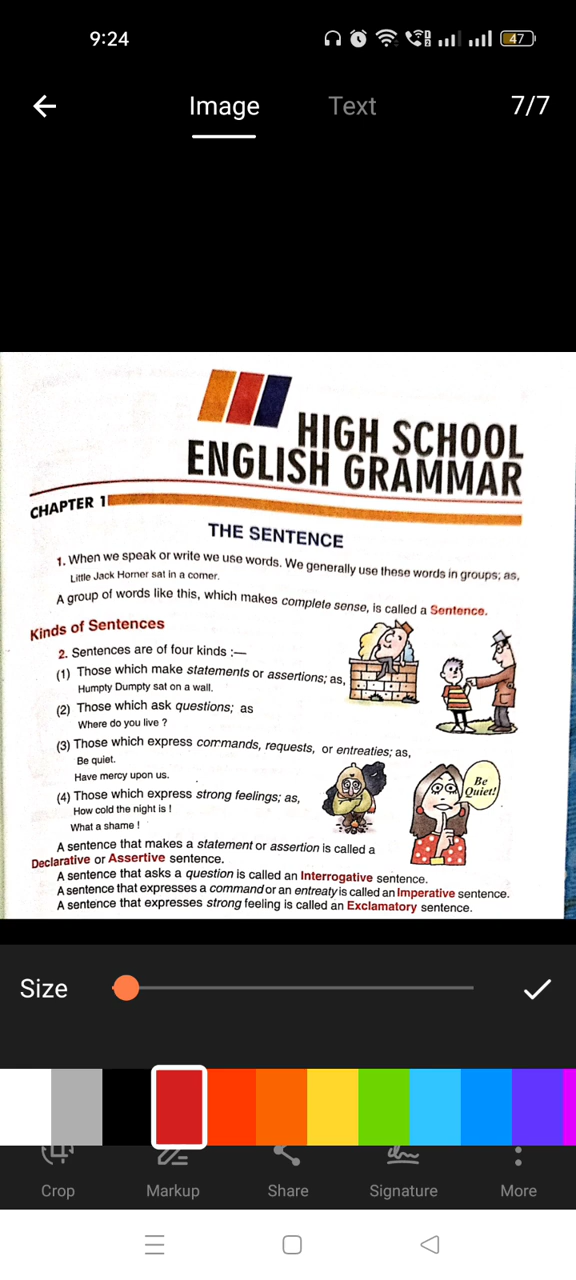 9:24
47
Image
Text
7/7
HIGH SCHOOL
ENGLISH GRAMMAR
CHAPTER 1
THE SENTENCE
1. When we speak or write we use words. We generally use these words in groups; as,
Little Jack Horner sat in a corner.
A group of words like this, which makes complete sense, is called a Sentence.
Kinds of Sentences
2. Sentences are of four kinds :—
(1) Those which make statements or assertions; as,
Humpty Dumpty sat on a wall.
(2) Those which ask questions; as
Where do you live ?
(3) Those which express commands, requests, or entreaties; as,
Be quiet.
Have mercy upon us.
(4) Those which express strong feelings; as,
How cold the night is !
What a shame !
Be
Quiet!
A sentence that makes a statement or assertion is called a
Declarative or Assertive sentence.
A sentence that asks a question is called an Interrogative sentence.
A sentence that expresses a command or an entreaty is called an Imperative sentence.
A sentence that expresses strong feeling is called an Exclamatory sentence.
Size
Crop
Markup
Share
Signature
More